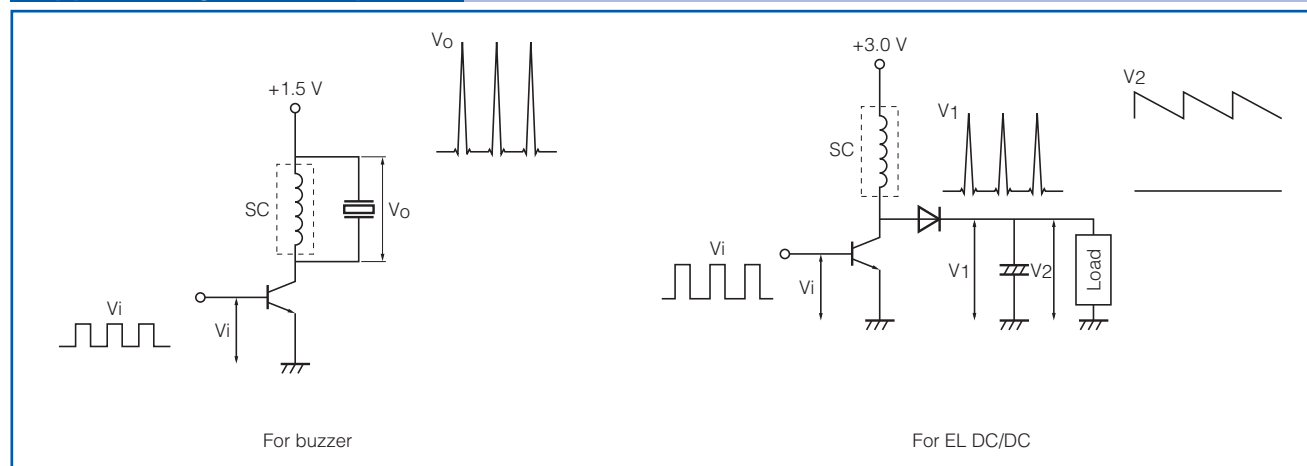 Vo
+1.5 V
SC
Vo
Vi
Vi
For buzzer
+3.0 V
V2
V1
SC
Vi
Vi
V1
V2
Load
For EL DC/DC